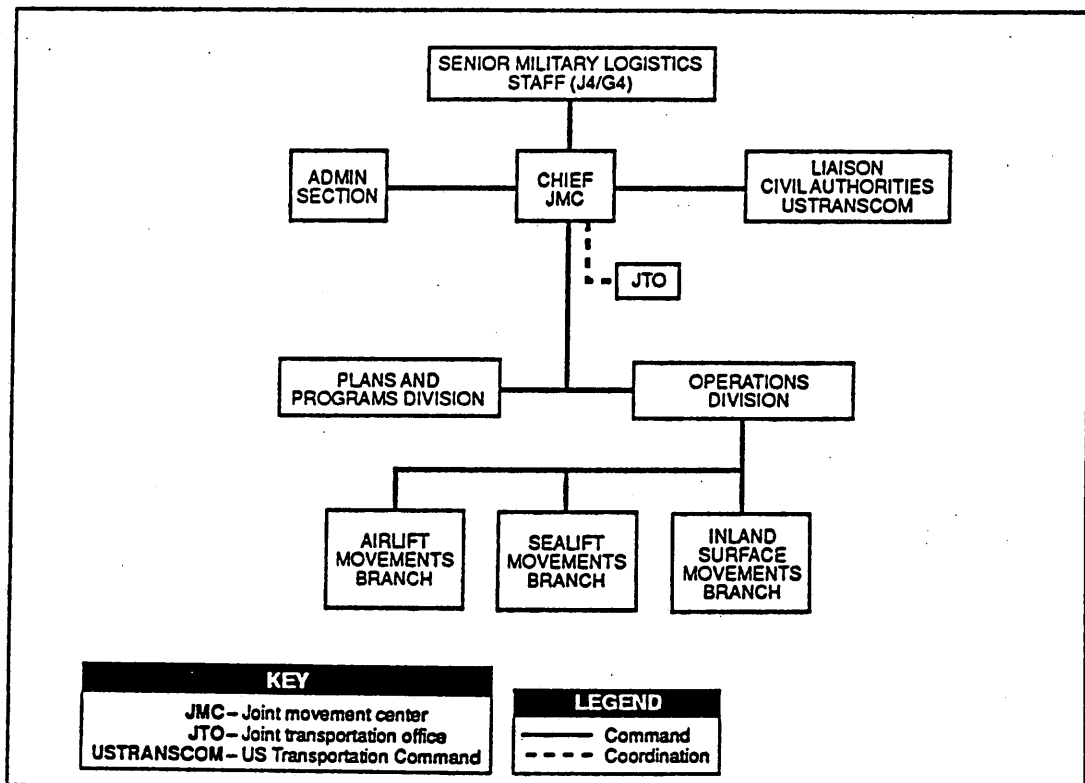 SENIOR MILITARY LOGISTICS
STAFF (J4/G4)
ADMIN
SECTION
CHIEF
JMC
LIAISON
CIVIL AUTHORITIES
USTRANSCOM
JTO
PLANS AND
PROGRAMS DIVISION
OPERATIONS
DIVISION
AIRLIFT
MOVEMENTS
BRANCH
SEALIFT
MOVEMENTS
BRANCH
INLAND
SURFACE
MOVEMENTS
BRANCH
KEY
JMC – Joint movement center
JTO – Joint transportation office
USTRANSCOM – US Transportation Command
LEGEND
Command
Coordination